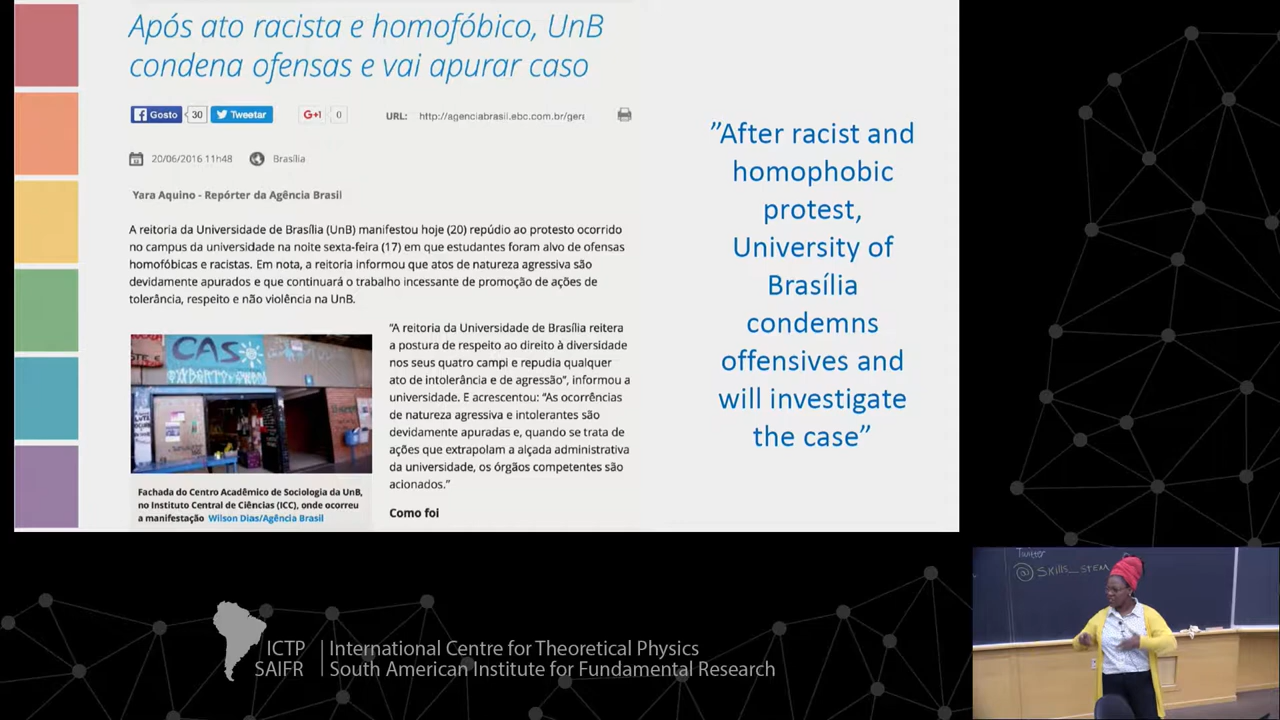 Após ato racista e homofóbico, UnB
condena ofensas e vai apurar caso
Gosto 30 Tweetar G+1 0 URL: http://agenciabrasil.ebc.com.br/gera
20/06/2016 11h48 Brasília
Yara Aquino - Repórter da Agência Brasil
A reitoria da Universidade de Brasília (UnB) manifestou hoje (20) repúdio ao protesto ocorrido
no campus da universidade na noite sexta-feira (17) em que estudantes foram alvo de ofensas
homofóbicas e racistas. Em nota, a reitoria informou que atos de natureza agressiva são
devidamente apurados e que continuará o trabalho incessante de promoção de ações de
tolerância, respeito e não violência na UnB.
CASO
ABERTO
“A reitoria da Universidade de Brasília reitera
a postura de respeito ao direito à diversidade
nos seus quatro campi e repudia qualquer
ato de intolerância e de agressão”, informou a
universidade. E acrescentou: “As ocorrências
de natureza agressiva e intolerantes são
devidamente apuradas e, quando se trata de
ações que extrapolam a alçada administrativa
da universidade, os órgãos competentes são
acionados.”
Como foi
Fachada do Centro Acadêmico de Sociologia da UnB,
no Instituto Central de Ciências (ICC), onde ocorreu
a manifestação Wilson Dias/Agência Brasil
”After racist and
homophobic
protest,
University of
Brasília
condemns
offensives and
will investigate
the case”
Twitter
@ Skills_STEM
ICTP
SAIFR
International Centre for Theoretical Physics
South American Institute for Fundamental Research